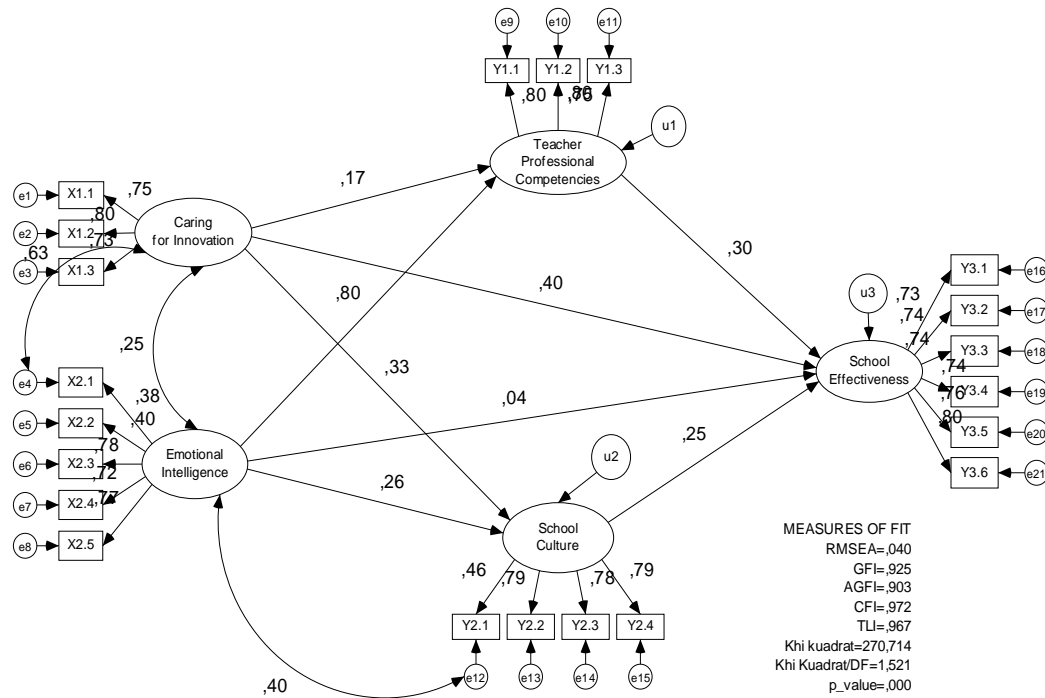 e9
e10
e11
Y1.1
Y1.2
Y1.3
,80
,75
u1
Teacher
Professional
Competencies
e1
X1.1
,75
e2
X1.2
,80
e3
X1.3
,73
,63
Caring
for Innovation
,17
,30
,80
,40
,25
,33
,04
,26
,25
e4
X2.1
,38
e5
X2.2
,40
e6
X2.3
,78
e7
X2.4
,72
e8
X2.5
,77
Emotional
Intelligence
u3
School
Effectiveness
,73
,74
,74
,74
,76
,80
Y3.1
e16
Y3.2
e17
Y3.3
e18
Y3.4
e19
Y3.5
e20
Y3.6
e21
u2
School
Culture
,46
,79
,78
,79
Y2.1
Y2.2
Y2.3
Y2.4
e12
e13
e14
e15
,40
MEASURES OF FIT
RMSEA=,040
GFI=,925
AGFI=,903
CFI=,972
TLI=,967
Khi kuadrat=270,714
Khi Kuadrat/DF=1,521
p_value=,000